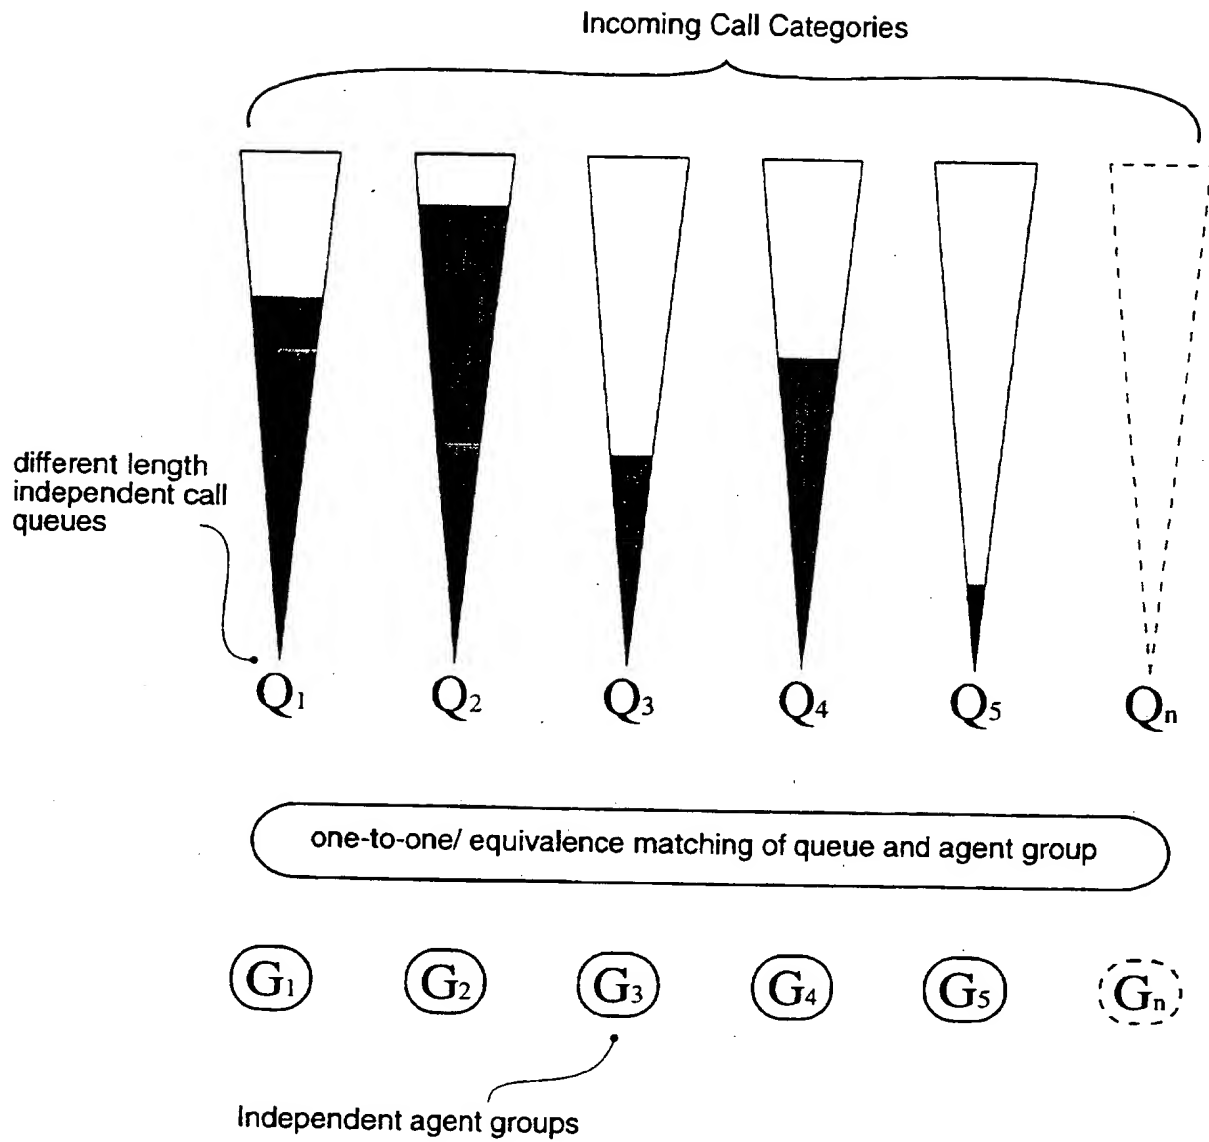 Incoming Call Categories
different length
independent call
queues
Q1 Q2 Q3 Q4 Q5 Qn
one-to-one/ equivalence matching of queue and agent group
G1 G2 G3 G4 G5 Gn
Independent agent groups